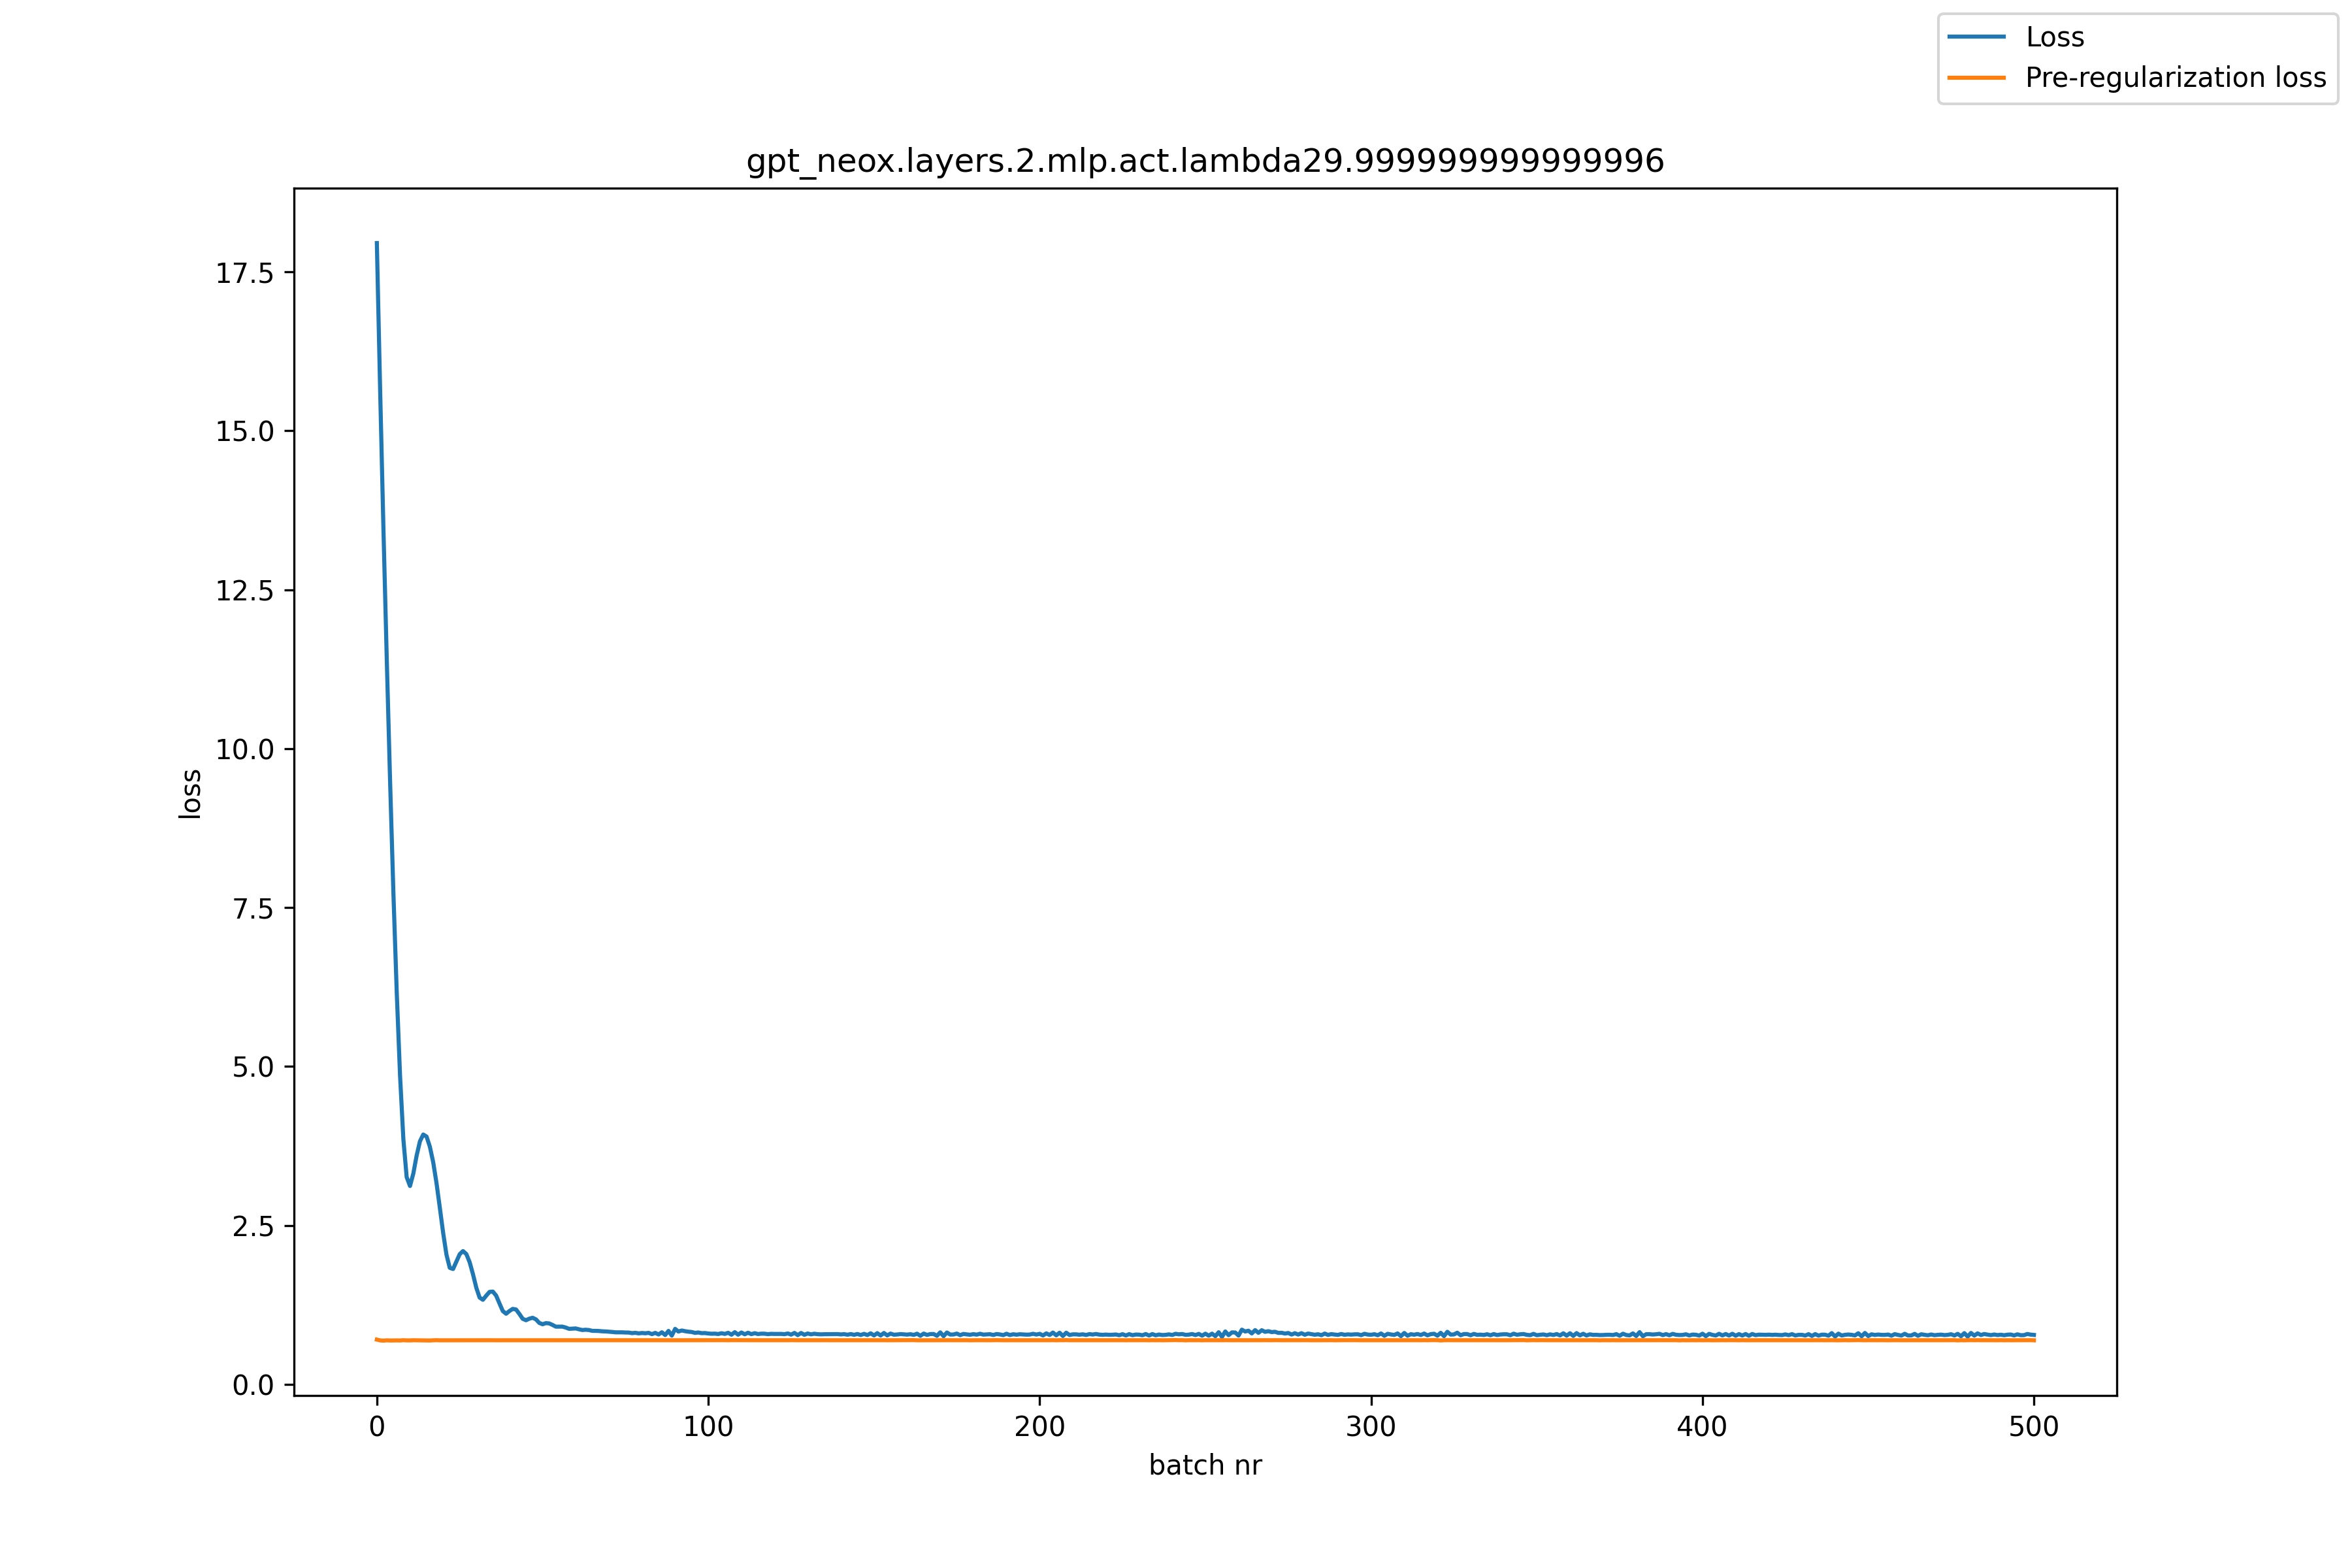 Loss
Pre-regularization loss
gpt_neox.layers.2.mlp.act.lambda29.999999999999996
17.5
15.0
12.5
10.0
7.5
5.0
2.5
0.0
loss
0 100 200 300 400 500
batch nr